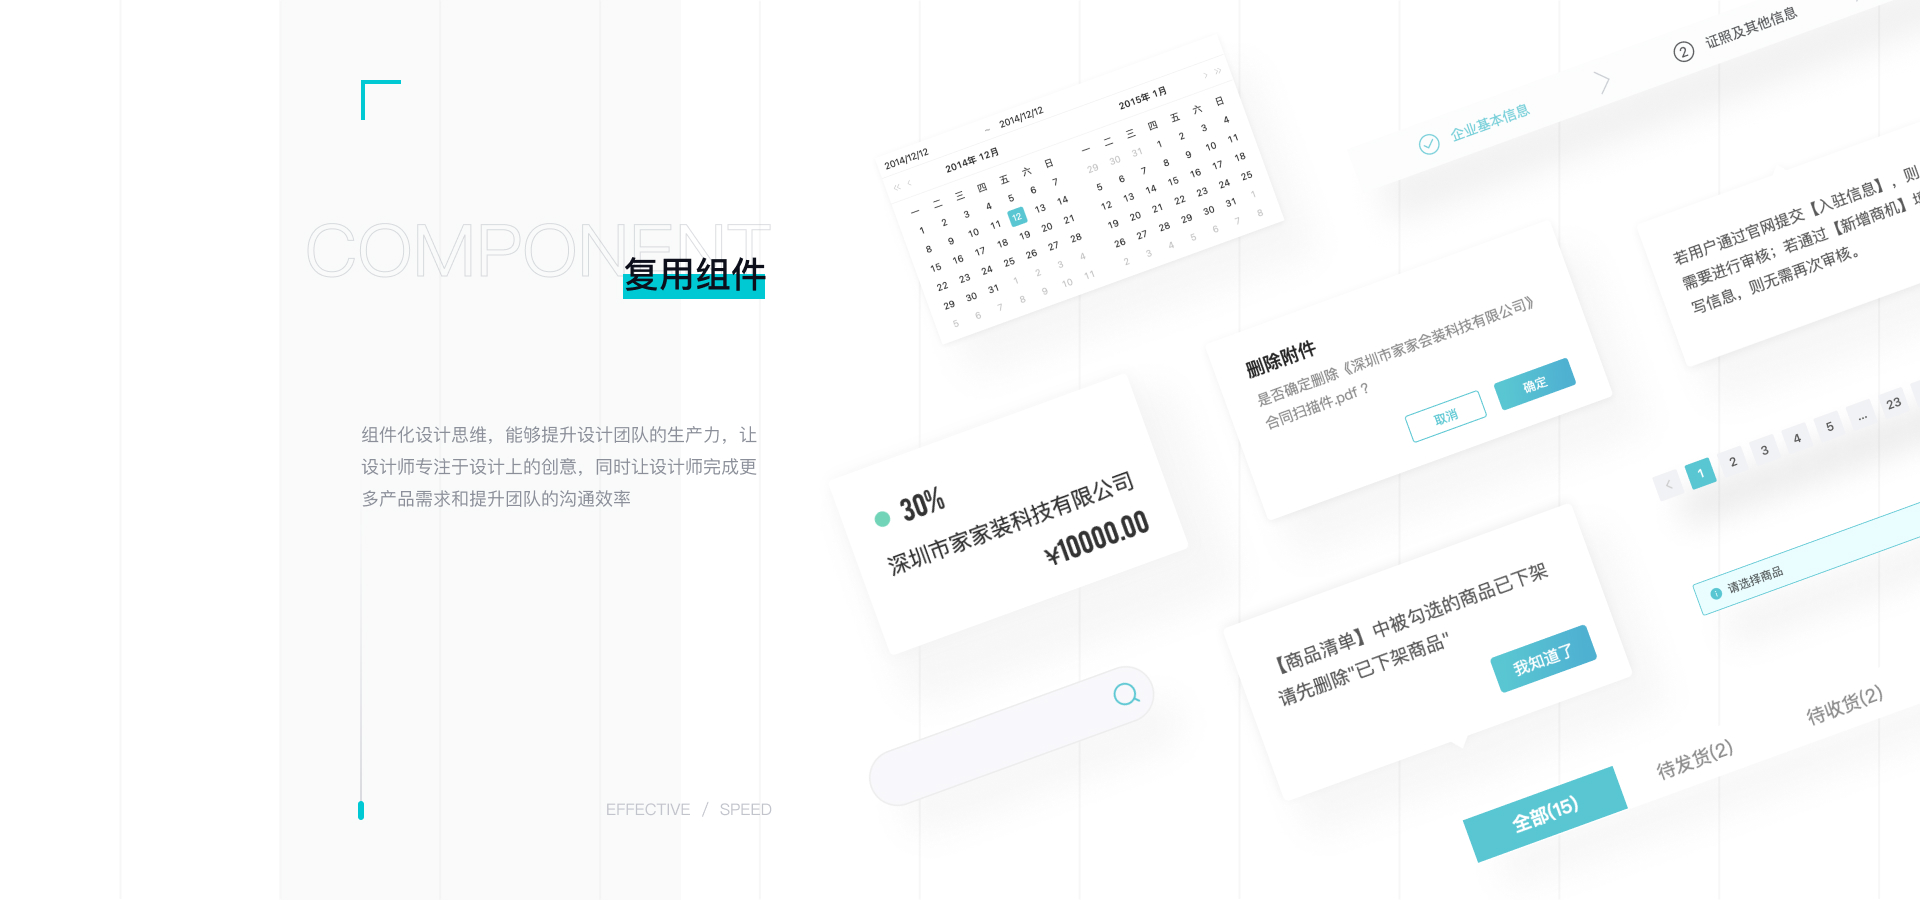 COMPONENT
复用组件
组件化设计思维，能够提升设计团队的生产力，让
设计师专注于设计上的创意，同时让设计师完成更
多产品需求和提升团队的沟通效率
EFFECTIVE / SPEED
2014/12/12 ~ 2014/12/12
« ‹ 2014年 12月
一 二 三 四 五 六 日
1 2 3 4 5 6 7
8 9 10 11 12 13 14
15 16 17 18 19 20 21
22 23 24 25 26 27 28
29 30 31 1 2 3 4
5 6 7 8 9 10 11
2015年 1月 › »
一 二 三 四 五 六 日
29 30 31 1 2 3 4
5 6 7 8 9 10 11
12 13 14 15 16 17 18
19 20 21 22 23 24 25
26 27 28 29 30 31 1
2 3 4 5 6 7 8
企业基本信息
2 证照及其他信息
若用户通过官网提交【入驻信息】，则
需要进行审核；若通过【新增商机】
写信息，则无需再次审核。
删除附件
是否确定删除《深圳市家家会装科技有限公司》
合同扫描件.pdf？
取消 确定
30%
深圳市家家装科技有限公司
¥10000.00
< 1 2 3 4 5 ... 23
请选择商品
【商品清单】中被勾选的商品已下架
请先删除"已下架商品"
我知道了
全部(15) 待发货(2) 待收货(2)